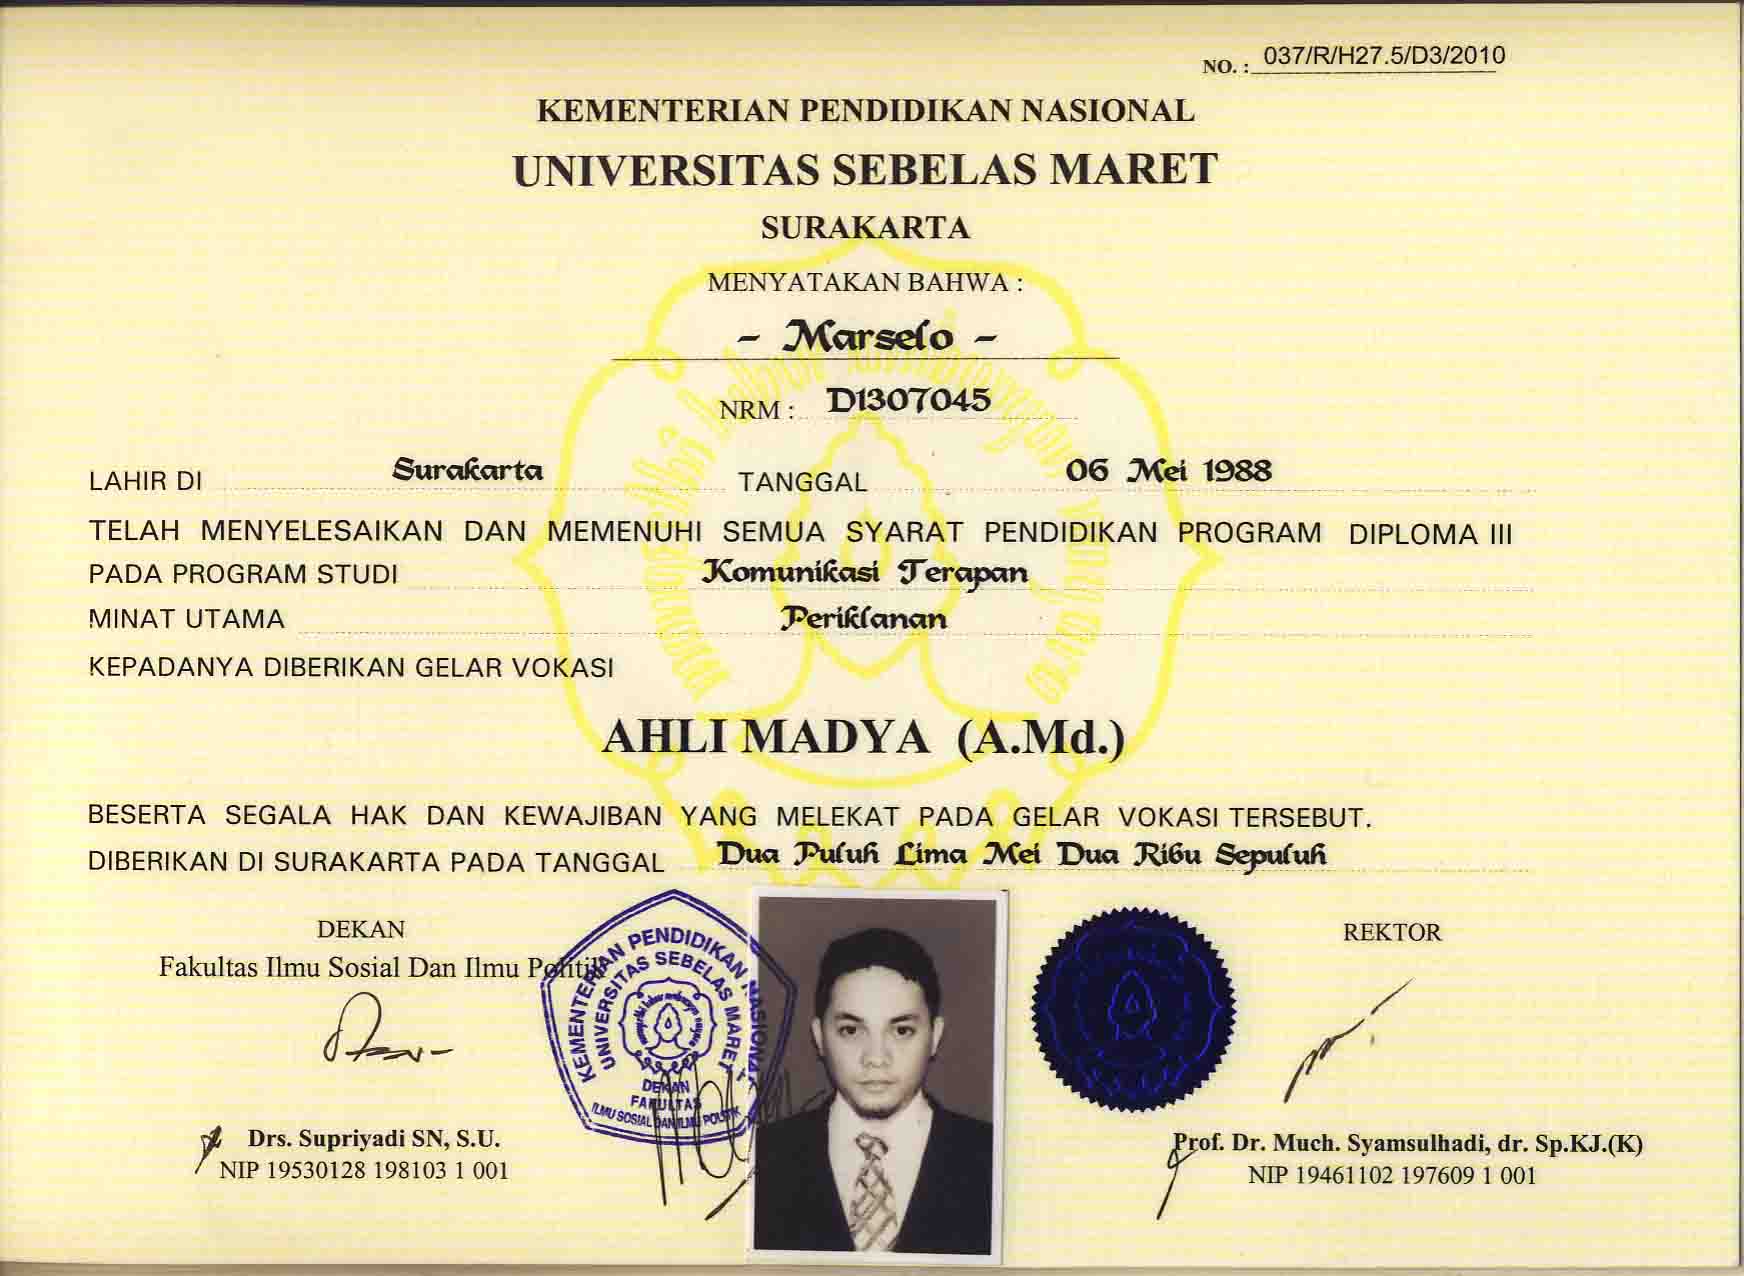 NO. : 037/R/H27.5/D3/2010
KEMENTERIAN PENDIDIKAN NASIONAL
UNIVERSITAS SEBELAS MARET
SURAKARTA
MENYATAKAN BAHWA :
- Marselo -
NRM : D1307045
LAHIR DI Surakarta TANGGAL 06 Mei 1988
TELAH MENYELESAIKAN DAN MEMENUHI SEMUA SYARAT PENDIDIKAN PROGRAM DIPLOMA III
PADA PROGRAM STUDI Komunikasi Terapan
MINAT UTAMA Periklanan
KEPADANYA DIBERIKAN GELAR VOKASI
AHLI MADYA (A.Md.)
BESERTA SEGALA HAK DAN KEWAJIBAN YANG MELEKAT PADA GELAR VOKASI TERSEBUT.
DIBERIKAN DI SURAKARTA PADA TANGGAL Dua Puluh Lima Mei Dua Ribu Sepuluh
DEKAN
Fakultas Ilmu Sosial Dan Ilmu Politik
KEMENTERIAN PENDIDIKAN NASIONAL
UNIVERSITAS SEBELAS MARET
DEKAN
FAKULTAS
ILMU SOSIAL DAN ILMU POLITIK
Drs. Supriyadi SN, S.U.
NIP 19530128 198103 1 001
REKTOR
Prof. Dr. Much. Syamsulhadi, dr. Sp.KJ.(K)
NIP 19461102 197609 1 001